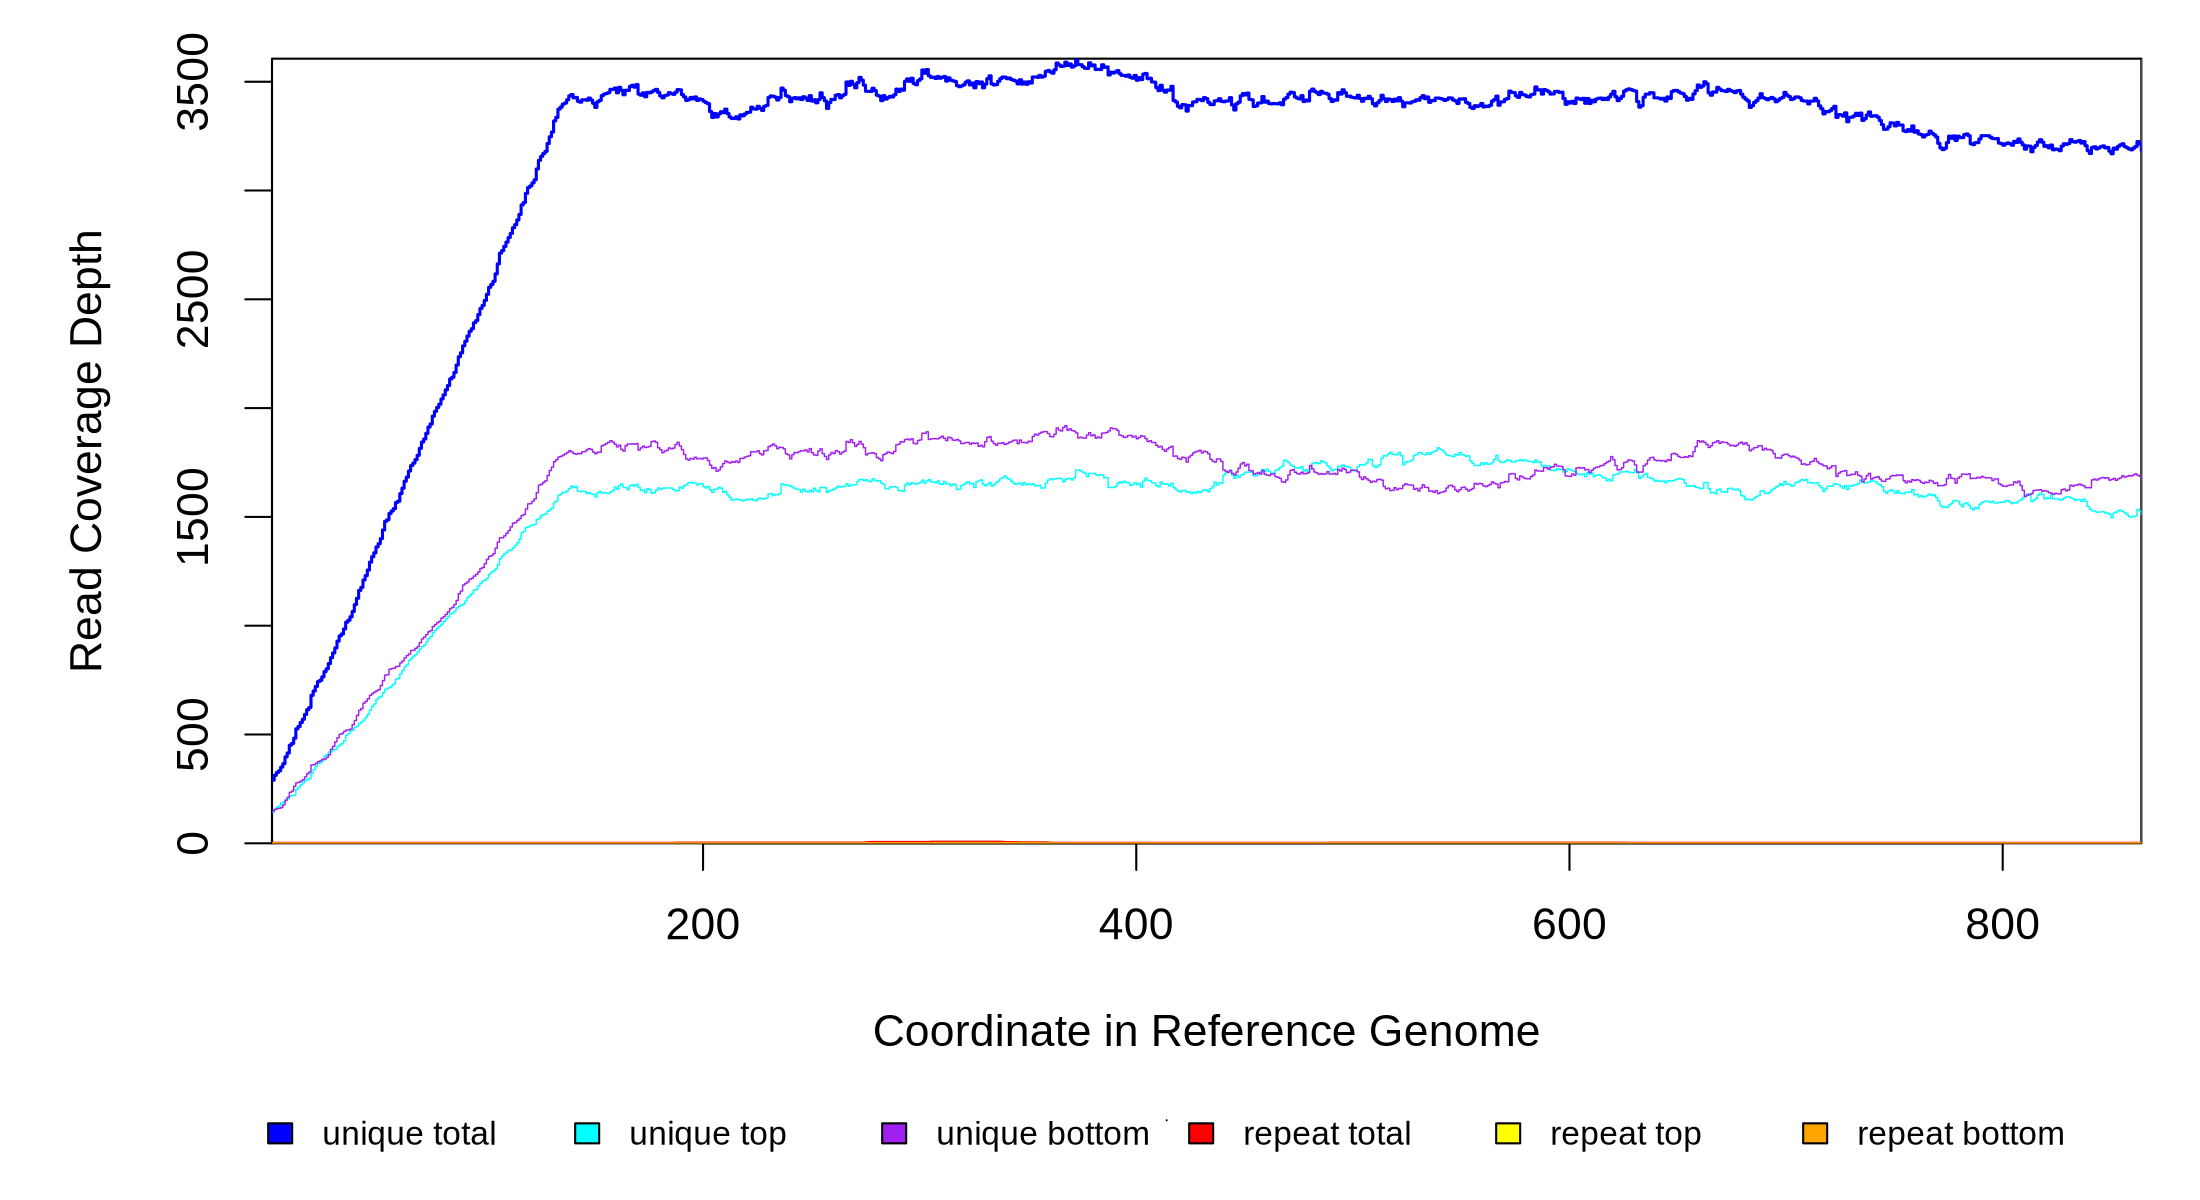 3500
2500
1500
500
0
Read Coverage Depth
200 400 600 800
Coordinate in Reference Genome
unique total unique top unique bottom repeat total repeat top repeat bottom